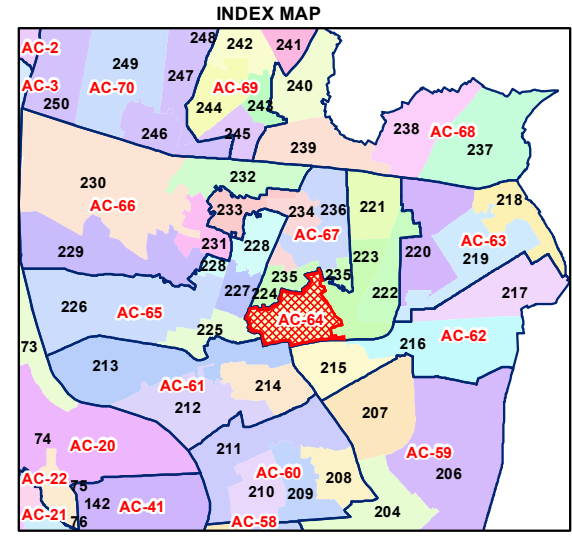 INDEX MAP
248 242 241
AC-2
249
247
AC-3 AC-70 AC-69 240
250 244 243
246 245 238 AC-68
239 237
232
230
AC-66 233 234 236 221 218
AC-67
231 228 AC-63
229 228 223 220 219
235 235
227 224 222 217
226 AC-65 AC-64
225 216 AC-62
73
213 215
AC-61 214
212 207
74 AC-20 211
AC-59
AC-22 75 AC-60 208 206
142 AC-41 210 209
AC-21 76 204
AC-58